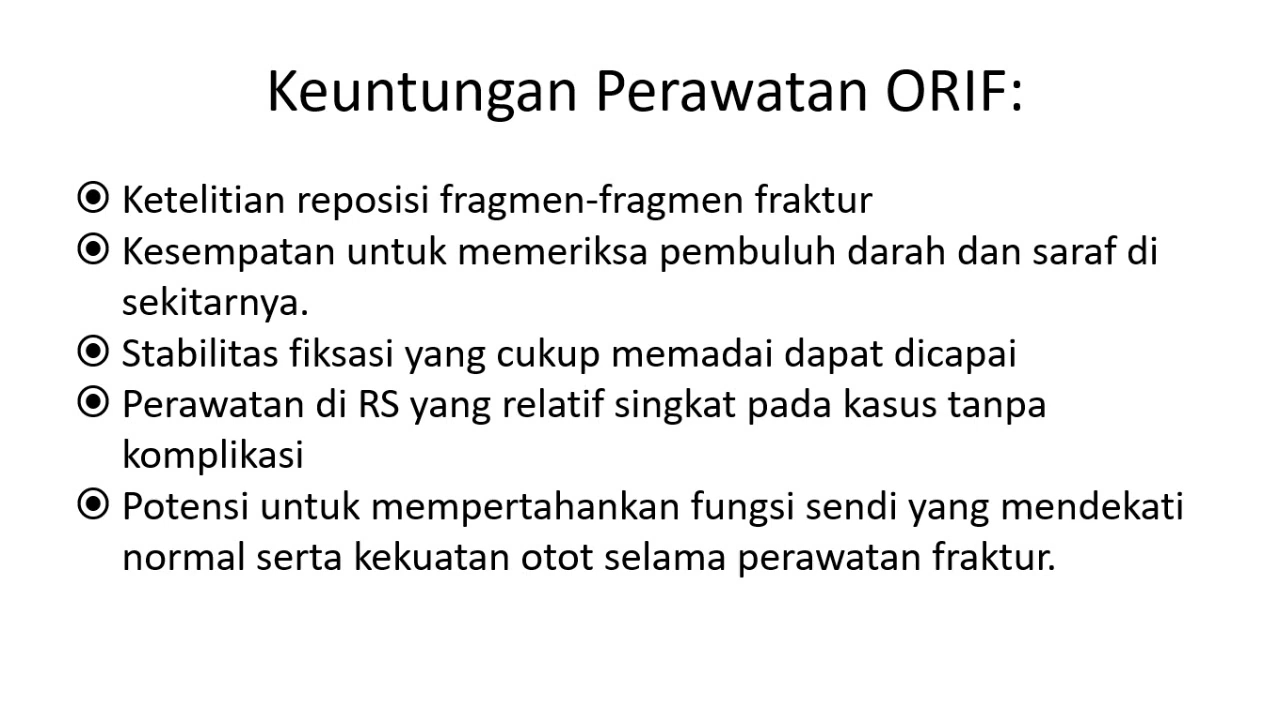 Keuntungan Perawatan ORIF:
Ketelitian reposisi fragmen-fragmen fraktur
Kesempatan untuk memeriksa pembuluh darah dan saraf di
sekitarnya.
Stabilitas fiksasi yang cukup memadai dapat dicapai
Perawatan di RS yang relatif singkat pada kasus tanpa
komplikasi
Potensi untuk mempertahankan fungsi sendi yang mendekati
normal serta kekuatan otot selama perawatan fraktur.